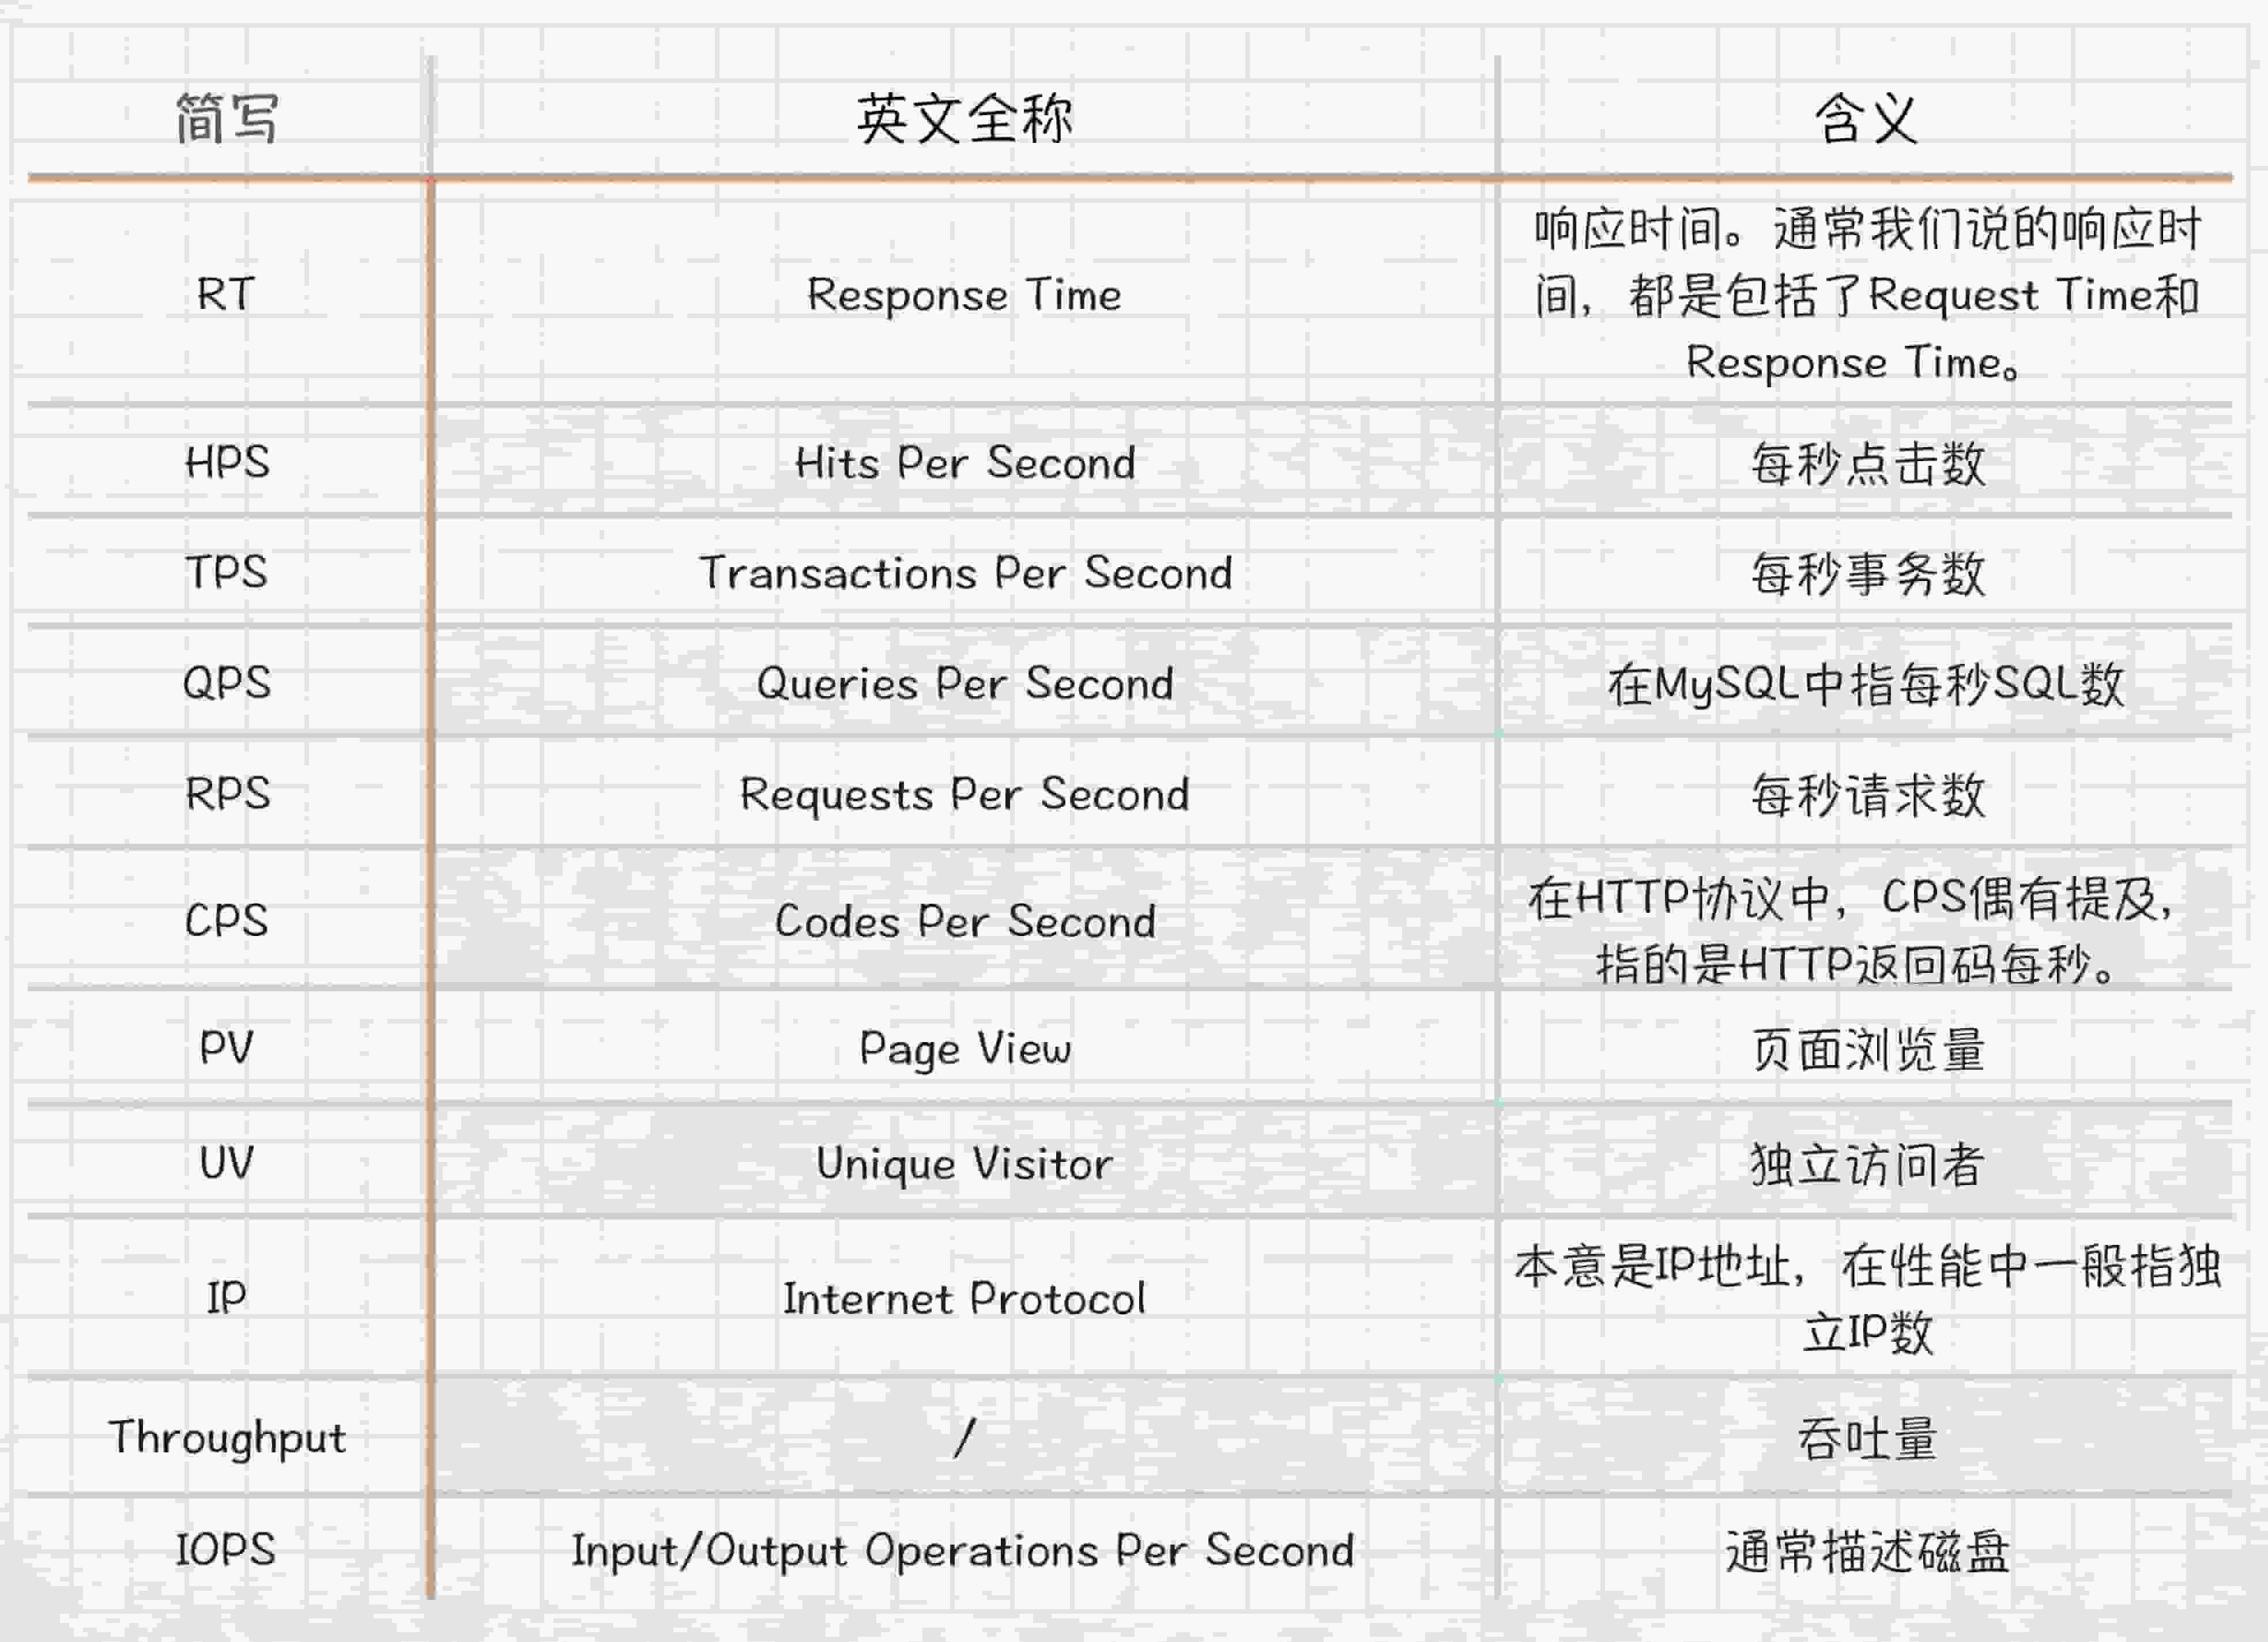 简写 英文全称 含义
响应时间。通常我们说的响应时
RT Response Time 间，都是包括了Request Time和
Response Time。
HPS Hits Per Second 每秒点击数
TPS Transactions Per Second 每秒事务数
QPS Queries Per Second 在MySQL中指每秒SQL数
RPS Requests Per Second 每秒请求数
CPS Codes Per Second 在HTTP协议中，CPS偶有提及，
指的是HTTP返回码每秒。
PV Page View 页面浏览量
UV Unique Visitor 独立访问者
IP Internet Protocol 本意是IP地址，在性能中一般指独
立IP数
Throughput / 吞吐量
IOPS Input/Output Operations Per Second 通常描述磁盘